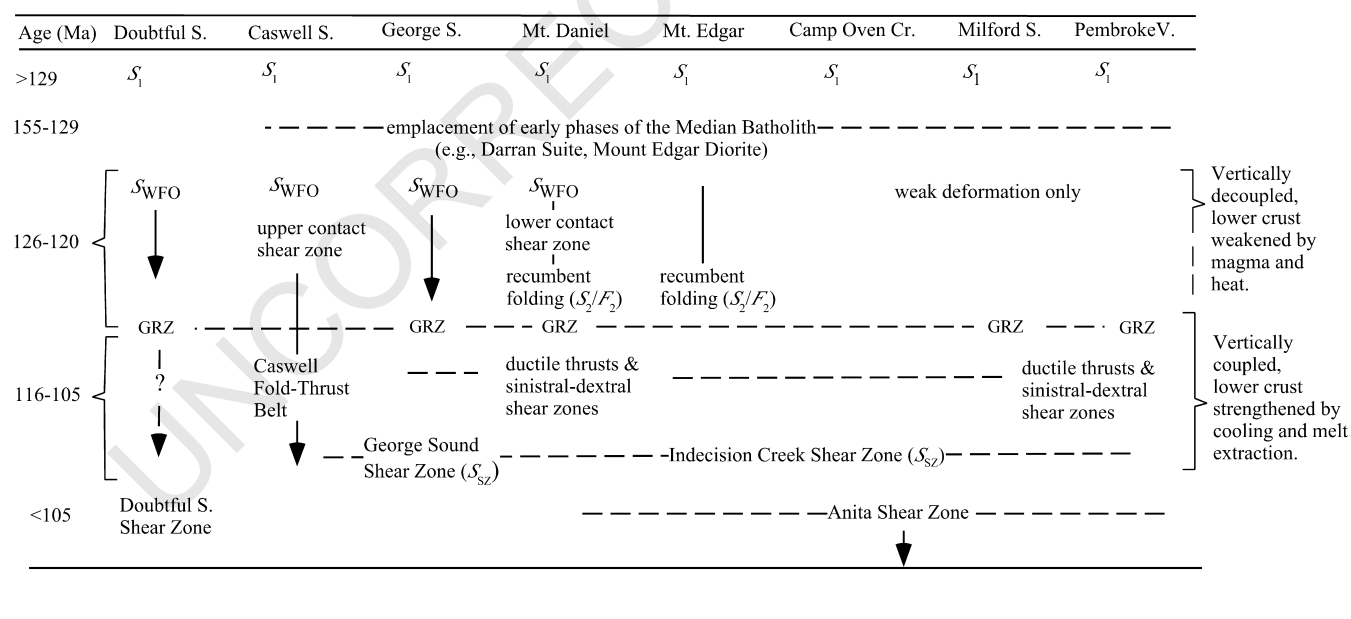 Age (Ma) Doubtful S. Caswell S. George S. Mt. Daniel Mt. Edgar Camp Oven Cr. Milford S. PembrokeV.
>129 S1 S1 S1 S1 S1 S1 S1 S1
155-129 emplacement of early phases of the Median Batholith
(e.g., Darran Suite, Mount Edgar Diorite)
126-120
SWFO SWFO SWFO SWFO weak deformation only
upper contact
shear zone
lower contact
shear zone
recumbent
folding (S2/F2)
recumbent
folding (S2/F2)
Vertically
decoupled,
lower crust
weakened by
magma and
heat.
GRZ GRZ GRZ GRZ GRZ
116-105
?
Caswell
Fold-Thrust
Belt
ductile thrusts &
sinistral-dextral
shear zones
ductile thrusts &
sinistral-dextral
shear zones
George Sound
Shear Zone (SSZ)
Indecision Creek Shear Zone (SSZ)
Vertically
coupled,
lower crust
strengthened by
cooling and melt
extraction.
<105
Doubtful S.
Shear Zone
Anita Shear Zone
UNCORREC